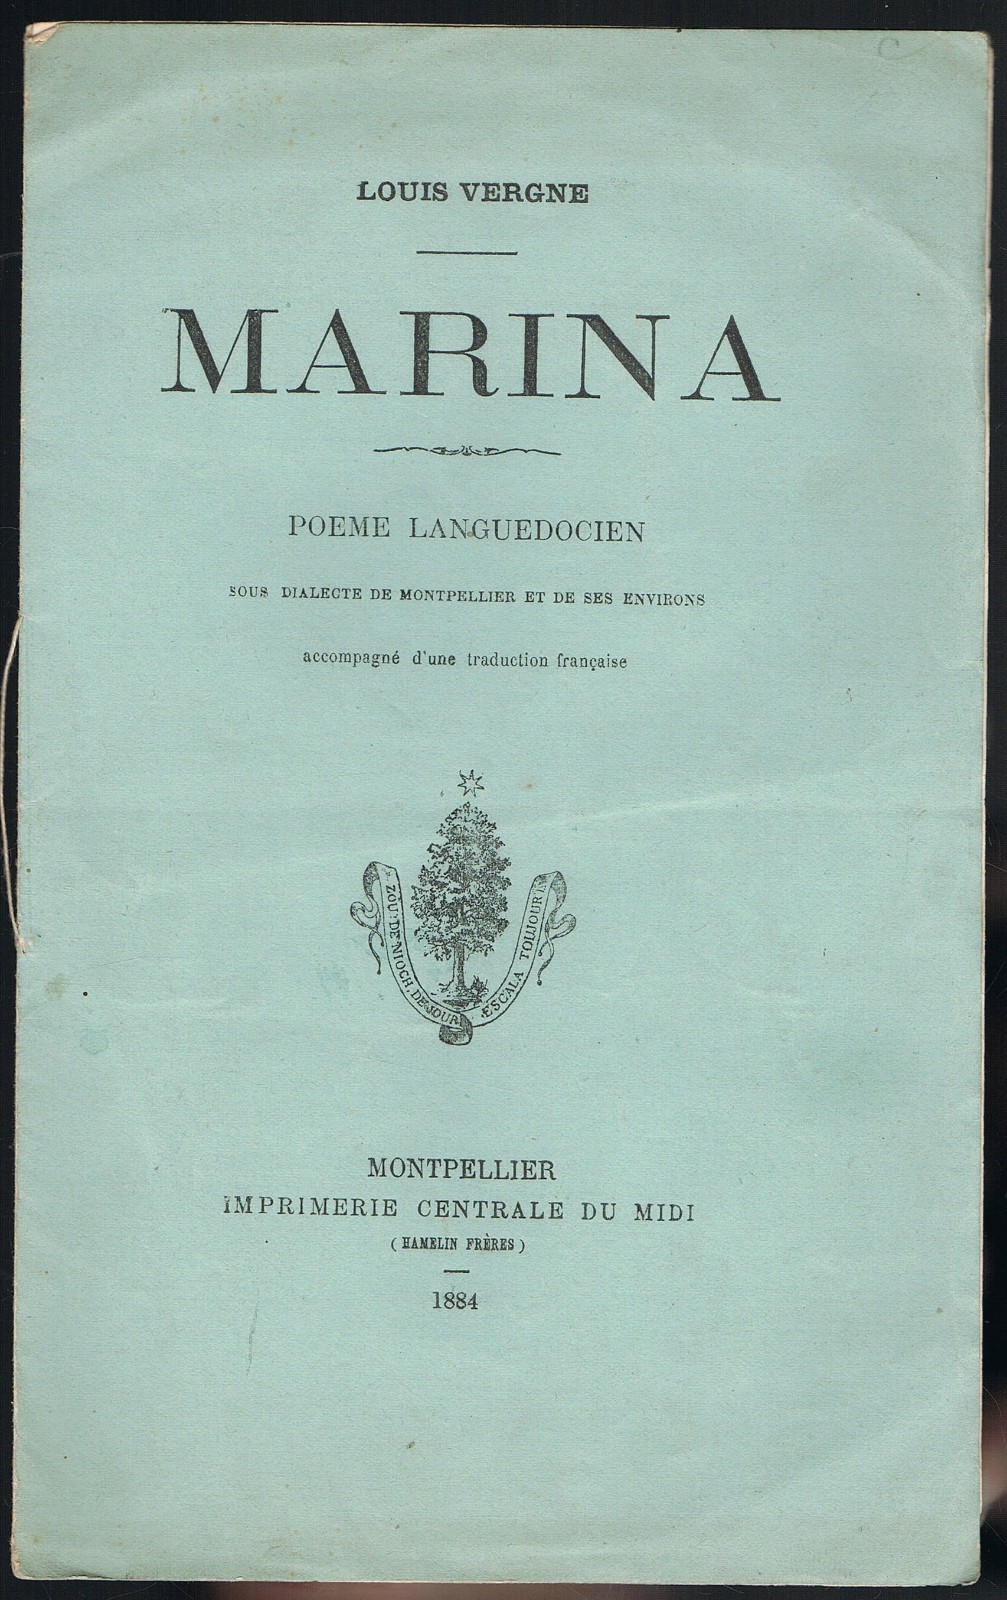 LOUIS VERGNE
MARINA
POEME LANGUEDOCIEN
SOUS DIALECTE DE MONTPELLIER ET DE SES ENVIRONS
accompagné d'une traduction française
ZOU! DE NIOCH, DE JOUR
ESCALA TOUJOUR!
MONTPELLIER
IMPRIMERIE CENTRALE DU MIDI
(HAMELIN FRÈRES)
1884